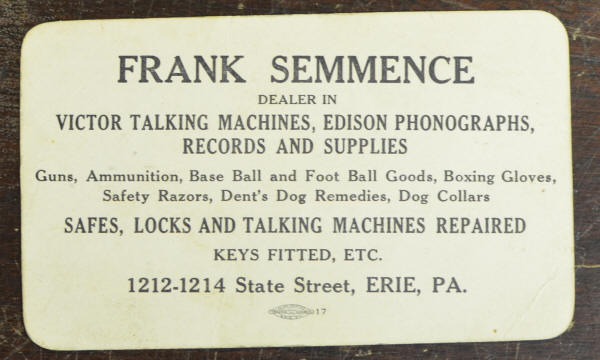 FRANK SEMMENCE
DEALER IN
VICTOR TALKING MACHINES, EDISON PHONOGRAPHS,
RECORDS AND SUPPLIES
Guns, Ammunition, Base Ball and Foot Ball Goods, Boxing Gloves,
Safety Razors, Dent's Dog Remedies, Dog Collars
SAFES, LOCKS AND TALKING MACHINES REPAIRED
KEYS FITTED, ETC.
1212-1214 State Street, ERIE, PA.
17